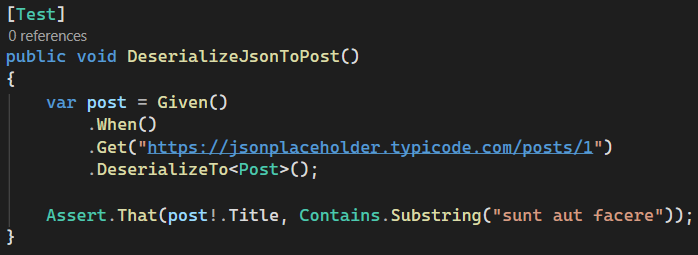 [Test]
0 references
public void DeserializeJsonToPost()
{
    var post = Given()
        .When()
        .Get("https://jsonplaceholder.typicode.com/posts/1")
        .DeserializeTo<Post>();

    Assert.That(post!.Title, Contains.Substring("sunt aut facere"));
}